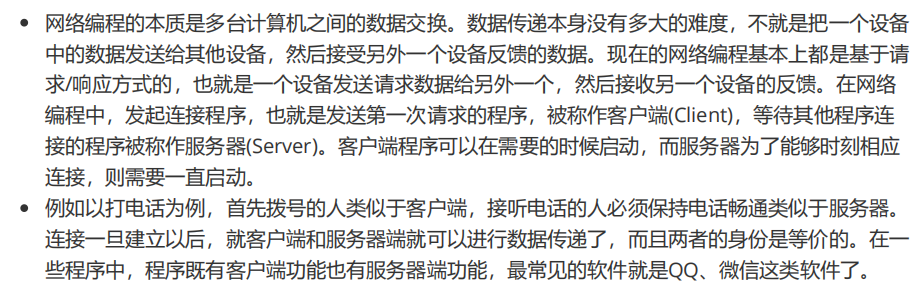 • 网络编程的本质是多台计算机之间的数据交换。数据传递本身没有多大的难度，不就是把一个设备
中的数据发送给其他设备，然后接受另外一个设备反馈的数据。现在的网络编程基本上都是基于请
求/响应方式的，也就是一个设备发送请求数据给另外一个，然后接收另一个设备的反馈。在网络
编程中，发起连接程序，也就是发送第一次请求的程序，被称作客户端(Client)，等待其他程序连
接的程序被称作服务器(Server)。客户端程序可以在需要的时候启动，而服务器为了能够时刻相应
连接，则需要一直启动。
• 例如以打电话为例，首先拨号的人类似于客户端，接听电话的人必须保持电话畅通类似于服务器。
连接一旦建立以后，就客户端和服务器端就可以进行数据传递了，而且两者的身份是等价的。在一
些程序中，程序既有客户端功能也有服务器端功能，最常见的软件就是QQ、微信这类软件了。